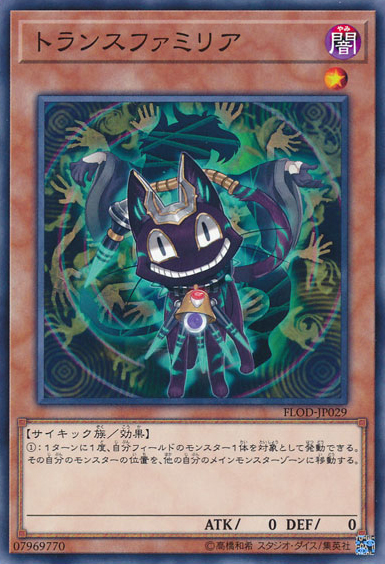 トランスファミリア
闇
やみ
FLOD-JP029
【サイキック族／効果】
①：1ターンに1度、自分フィールドのモンスター1体を対象として発動できる。
その自分のモンスターの位置を、他の自分のメインモンスターゾーンに移動する。
ATK/ 0 DEF/ 0
07969770
©高橋和希 スタジオ・ダイス/集英社